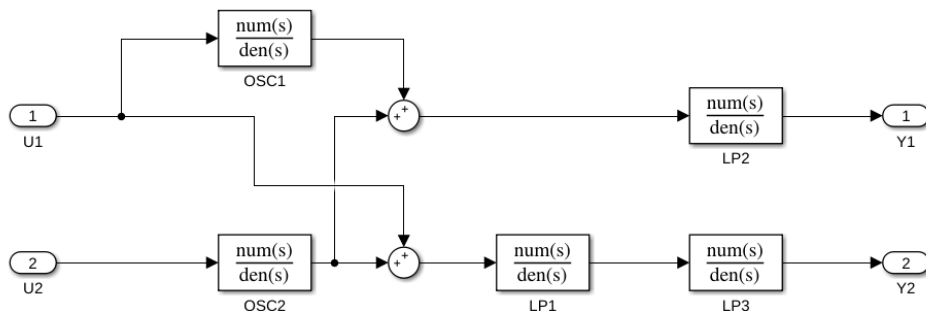 num(s)
den(s)
OSC1
1
U1
+
+
num(s)
den(s)
LP2
1
Y1
2
U2
num(s)
den(s)
OSC2
+
+
num(s)
den(s)
LP1
num(s)
den(s)
LP3
2
Y2